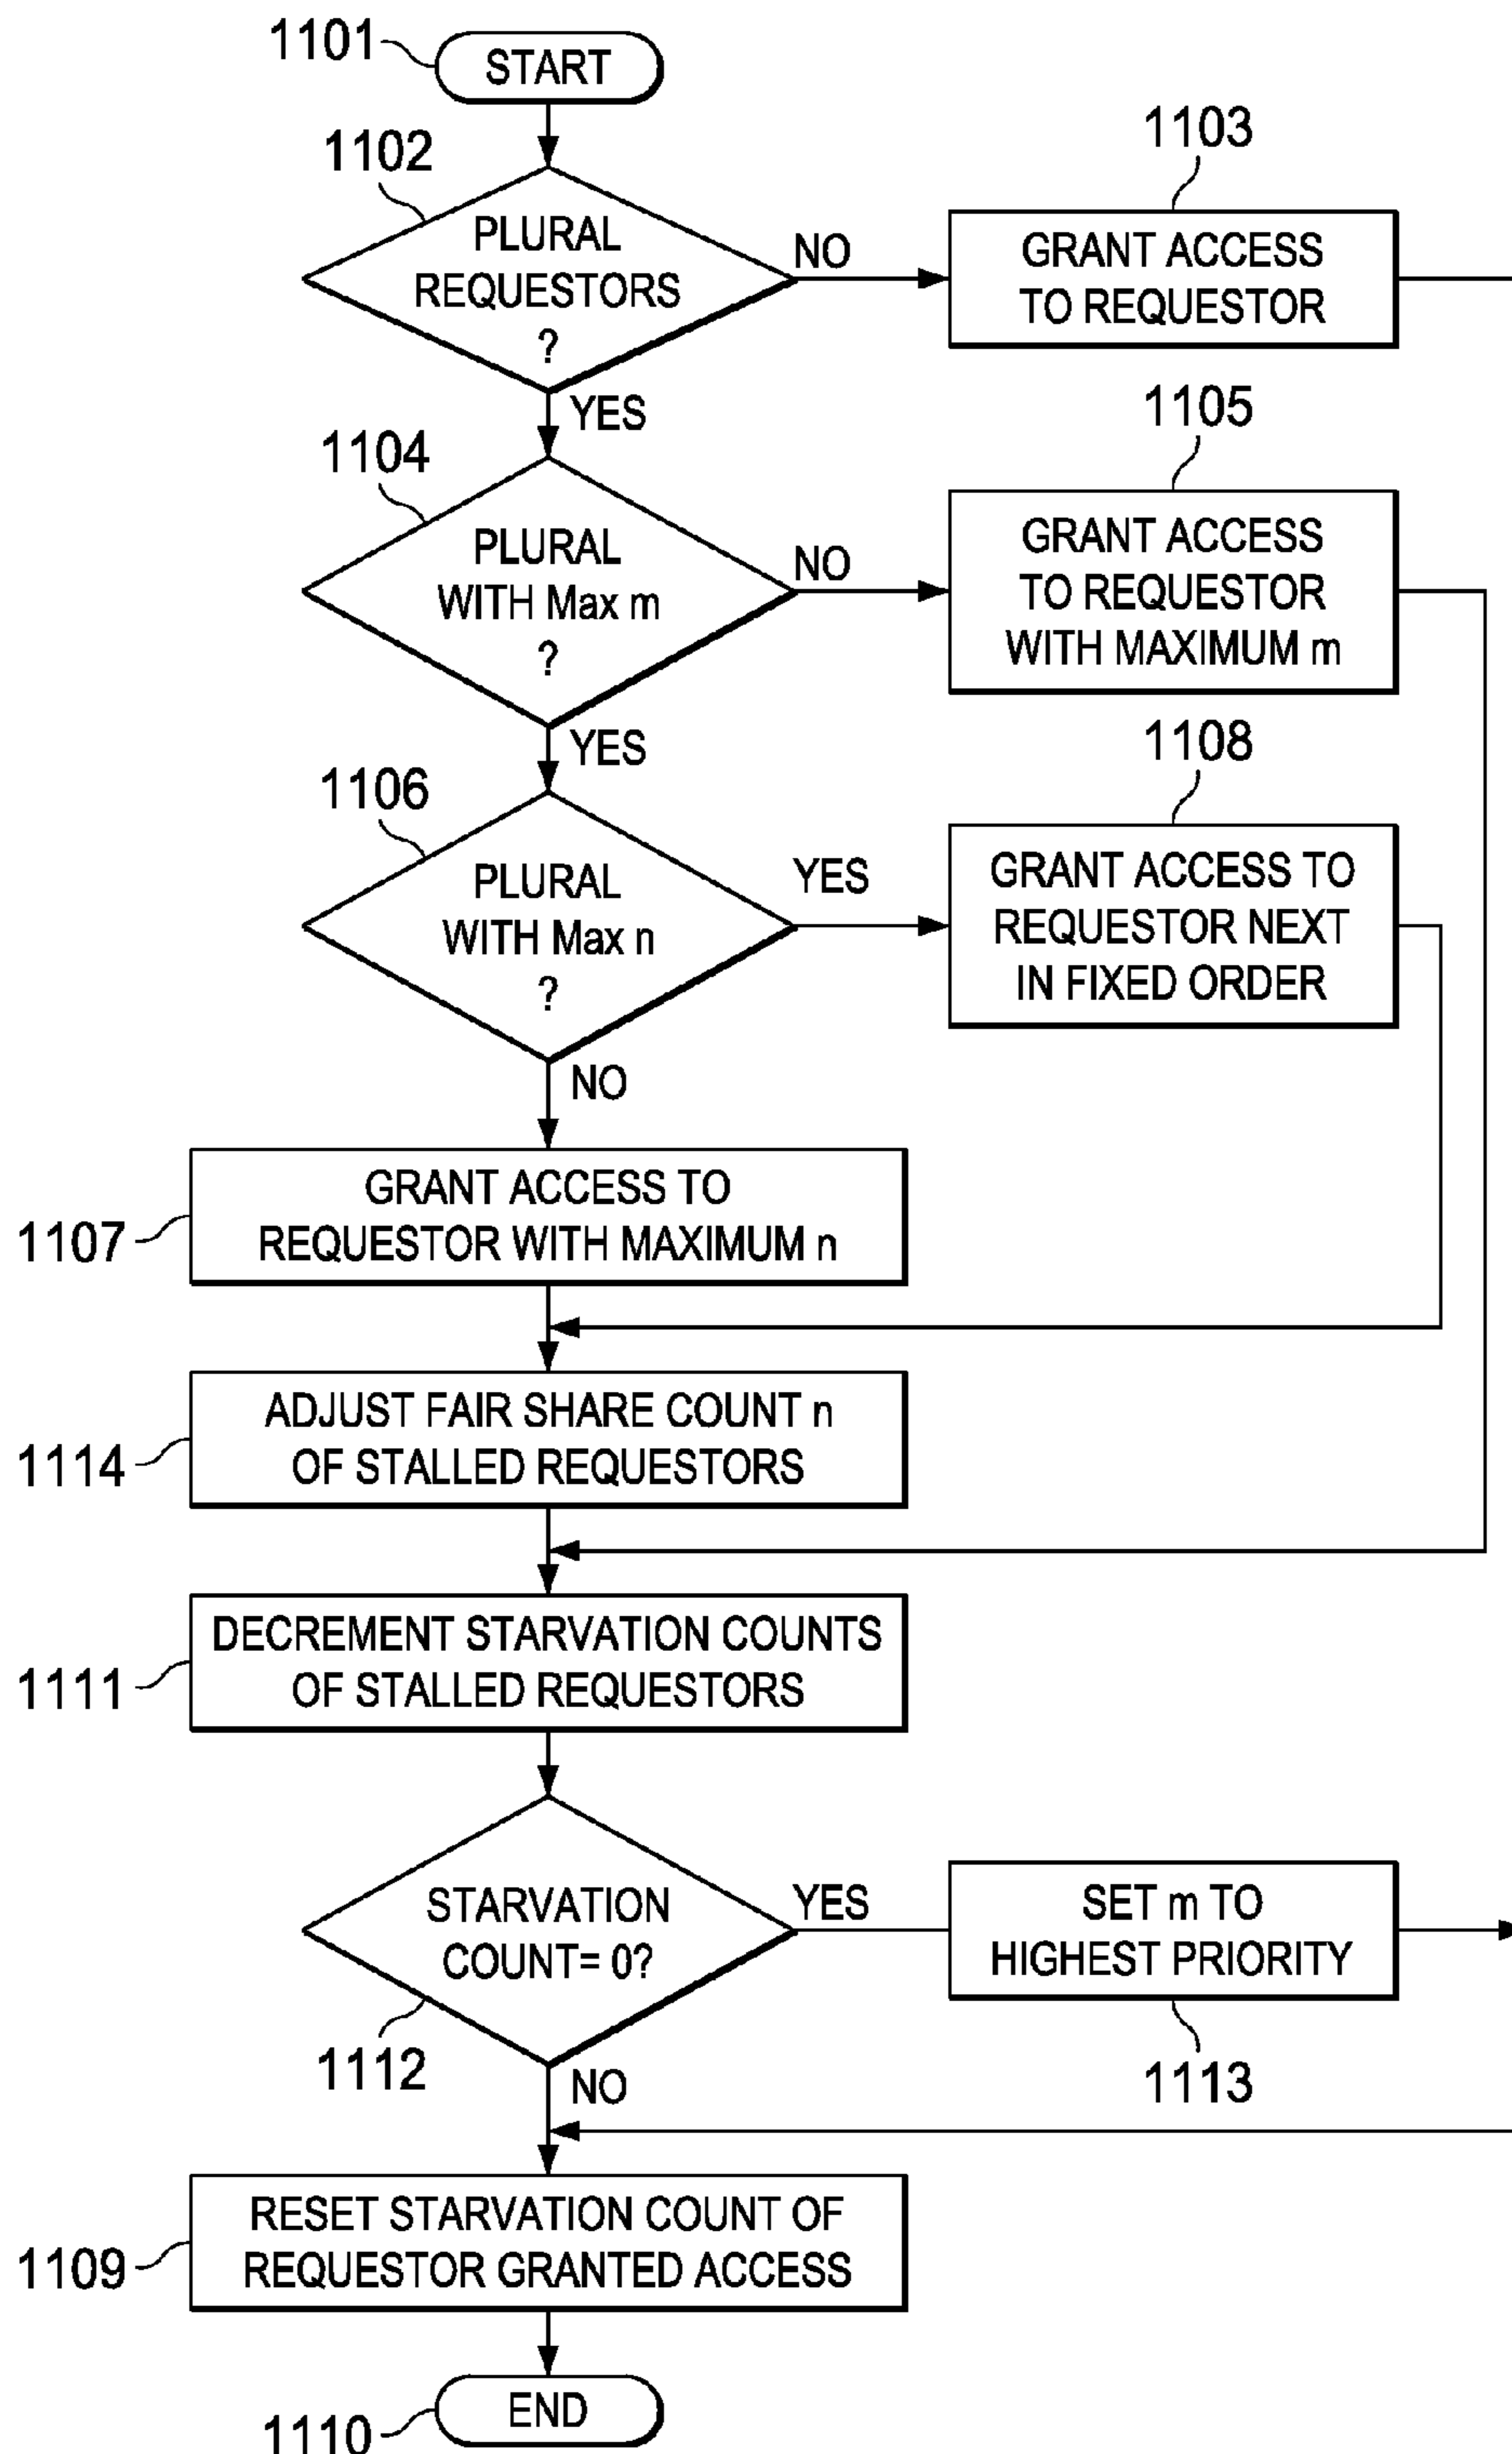 1101
START
1102
PLURAL
REQUESTORS
?
NO
1103
GRANT ACCESS
TO REQUESTOR
YES
1104
PLURAL
WITH Max m
?
NO
1105
GRANT ACCESS
TO REQUESTOR
WITH MAXIMUM m
YES
1106
PLURAL
WITH Max n
?
YES
1108
GRANT ACCESS TO
REQUESTOR NEXT
IN FIXED ORDER
NO
1107
GRANT ACCESS TO
REQUESTOR WITH MAXIMUM n
1114
ADJUST FAIR SHARE COUNT n
OF STALLED REQUESTORS
1111
DECREMENT STARVATION COUNTS
OF STALLED REQUESTORS
STARVATION
COUNT= 0?
1112
YES
SET m TO
HIGHEST PRIORITY
1113
NO
1109
RESET STARVATION COUNT OF
REQUESTOR GRANTED ACCESS
1110
END